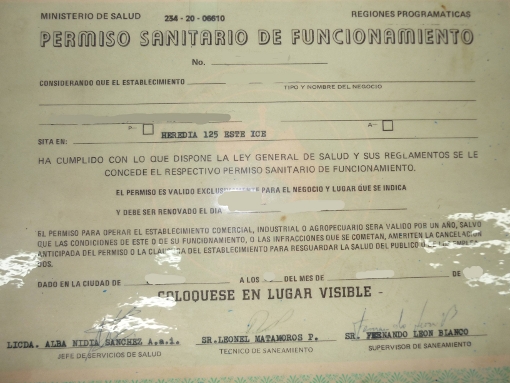 MINISTERIO DE SALUD 234 - 20 - 06610 REGIONES PROGRAMATICAS
PERMISO SANITARIO DE FUNCIONAMIENTO
No.
CONSIDERANDO QUE EL ESTABLECIMIENTO
TIPO Y NOMBRE DEL NEGOCIO
P— A—
SITA EN: HEREDIA 125 ESTE ICE
HA CUMPLIDO CON LO QUE DISPONE LA LEY GENERAL DE SALUD Y SUS REGLAMENTOS SE LE
CONCEDE EL RESPECTIVO PERMISO SANITARIO DE FUNCIONAMIENTO.
EL PERMISO ES VALIDO PARA EL NEGOCIO Y LUGAR QUE SE INDICA
Y DEBE SER RENOVADO EL DIA
EL PERMISO PARA OPERAR EL ESTABLECIMIENTO COMERCIAL, INDUSTRIAL O AGROPECUARIO SERA VALIDO POR UN AÑO, SALVO
QUE LAS CONDICIONES DE ESTE O DE SU FUNCIONAMIENTO, O LAS INFRACCIONES QUE SE COMETAN, AMERITEN LA CANCELACION
ANTICIPADA DEL PERMISO O LA CLAUSURA DEL ESTABLECIMIENTO PARA RESGUARDAR LA SALUD DEL PUBLICO
DOS.
DADO EN LA CIUDAD DE A LOS DEL MES DE DE
COLOQUESE EN LUGAR VISIBLE -
LICDA. ALBA NIDIA SANCHEZ A.a.i. SR. LEONEL MATAMOROS P. SR. FERNANDO LEON BLANCO
JEFE DE SERVICIOS DE SALUD TECNICO DE SANEAMIENTO SUPERVISOR DE SANEAMIENTO